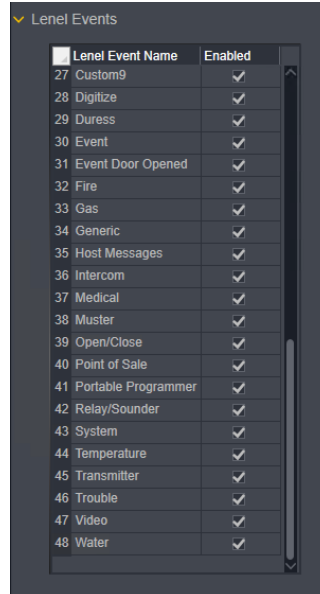 Lenel Events
Lenel Event Name Enabled
27 Custom9
28 Digitize
29 Duress
30 Event
31 Event Door Opened
32 Fire
33 Gas
34 Generic
35 Host Messages
36 Intercom
37 Medical
38 Muster
39 Open/Close
40 Point of Sale
41 Portable Programmer
42 Relay/Sounder
43 System
44 Temperature
45 Transmitter
46 Trouble
47 Video
48 Water